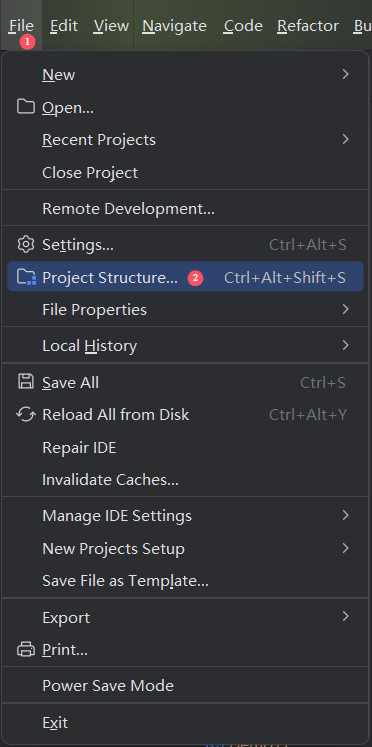 File Edit View Navigate Code Refactor Bu
1
New
Open...
Recent Projects
Close Project
Remote Development...
Settings... Ctrl+Alt+S
Project Structure... 2 Ctrl+Alt+Shift+S
File Properties
Local History
Save All Ctrl+S
Reload All from Disk Ctrl+Alt+Y
Repair IDE
Invalidate Caches...
Manage IDE Settings
New Projects Setup
Save File as Template...
Export
Print...
Power Save Mode
Exit